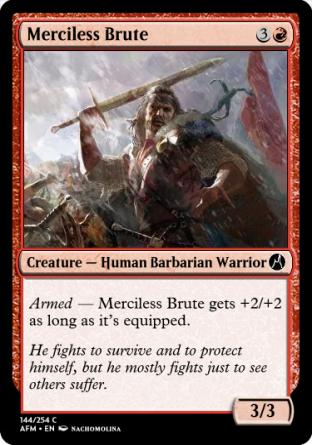 Merciless Brute 3
Creature — Human Barbarian Warrior
Armed — Merciless Brute gets +2/+2
as long as it's equipped.
He fights to survive and to protect
himself, but he mostly fights just to see
others suffer.
144/254 C
AFM • EN NACHOMOLINA
3/3